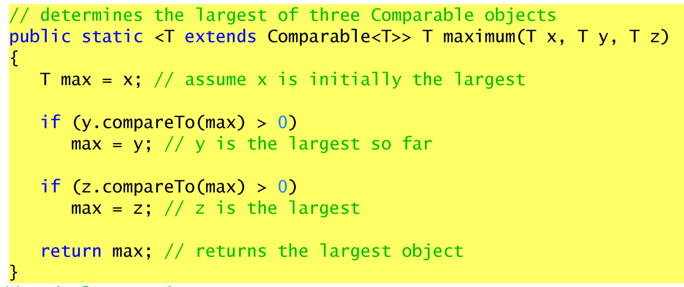 // determines the largest of three Comparable objects
public static <T extends Comparable<T>> T maximum(T x, T y, T z)
{
   T max = x; // assume x is initially the largest

   if (y.compareTo(max) > 0)
      max = y; // y is the largest so far

   if (z.compareTo(max) > 0)
      max = z; // z is the largest

   return max; // returns the largest object
}